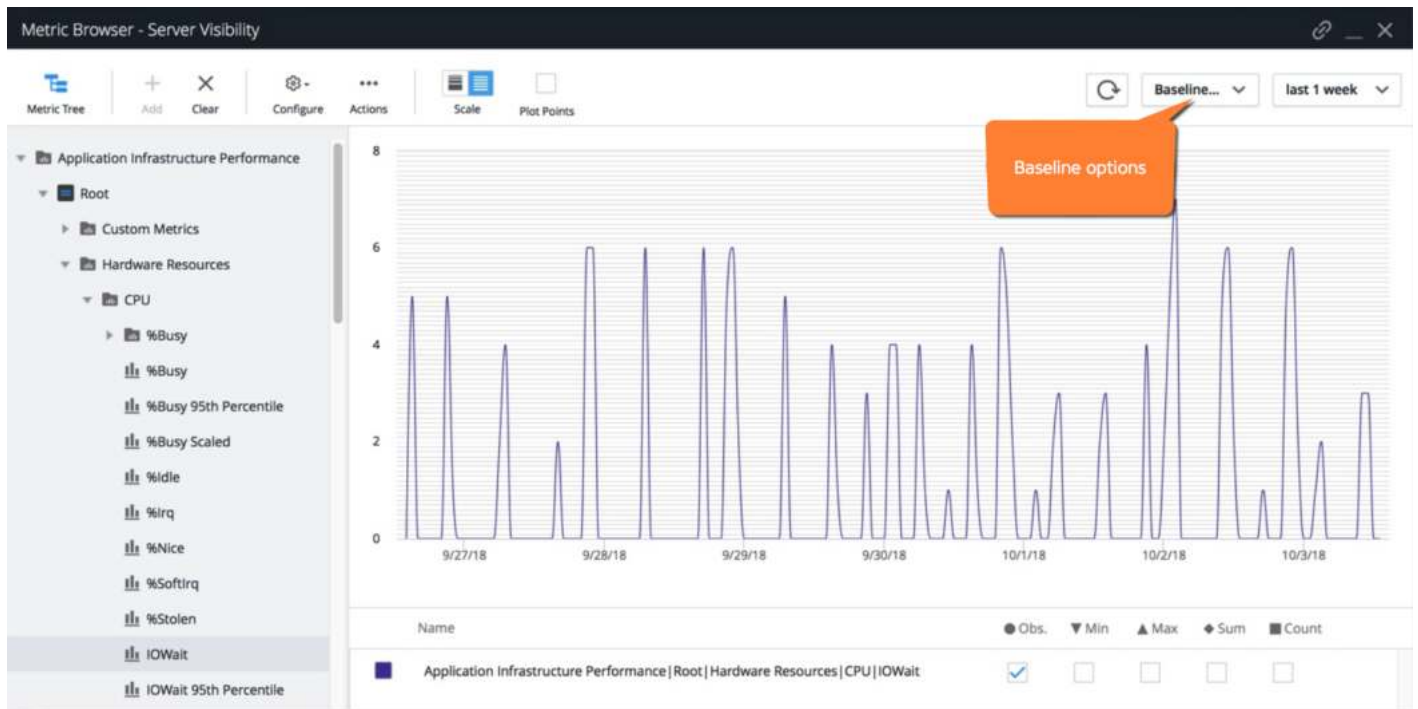 Metric Browser - Server Visibility
Metric Tree
Add
Clear
Configure
Actions
Scale
Plot Points
Baseline...
last 1 week
Baseline options
Application Infrastructure Performance
Root
Custom Metrics
Hardware Resources
CPU
%Busy
%Busy
%Busy 95th Percentile
%Busy Scaled
%Idle
%Irq
%Nice
%SoftIrq
%Stolen
IOWait
IOWait 95th Percentile
8
6
4
2
0
9/27/18 9/28/18 9/29/18 9/30/18 10/1/18 10/2/18 10/3/18
Name Obs. Min Max Sum Count
Application Infrastructure Performance|Root|Hardware Resources|CPU|IOWait